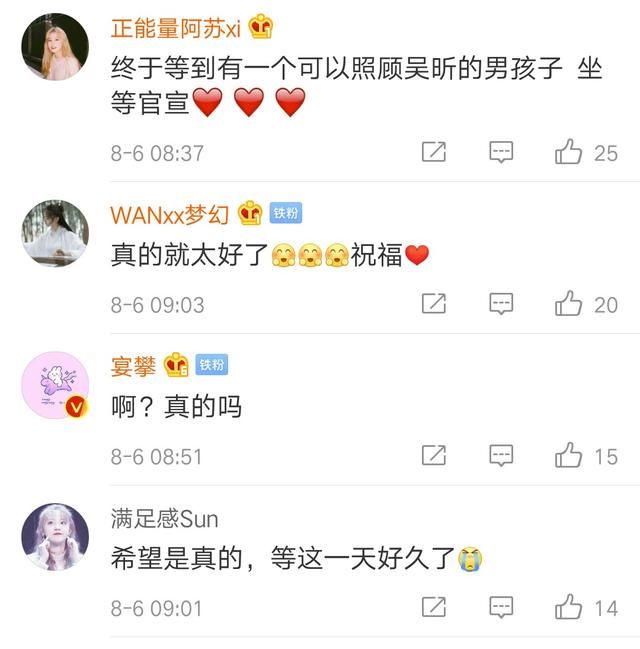 正能量阿苏xi
终于等到有一个可以照顾吴昕的男孩子 坐
等官宣❤️ ❤️ ❤️
8-6 08:37 25
WANxx梦幻 铁粉
真的就太好了🤗🤗🤗祝福❤️
8-6 09:03 20
宴攀 铁粉
啊？真的吗
8-6 08:51 15
满足感Sun
希望是真的，等这一天好久了😭
8-6 09:01 14